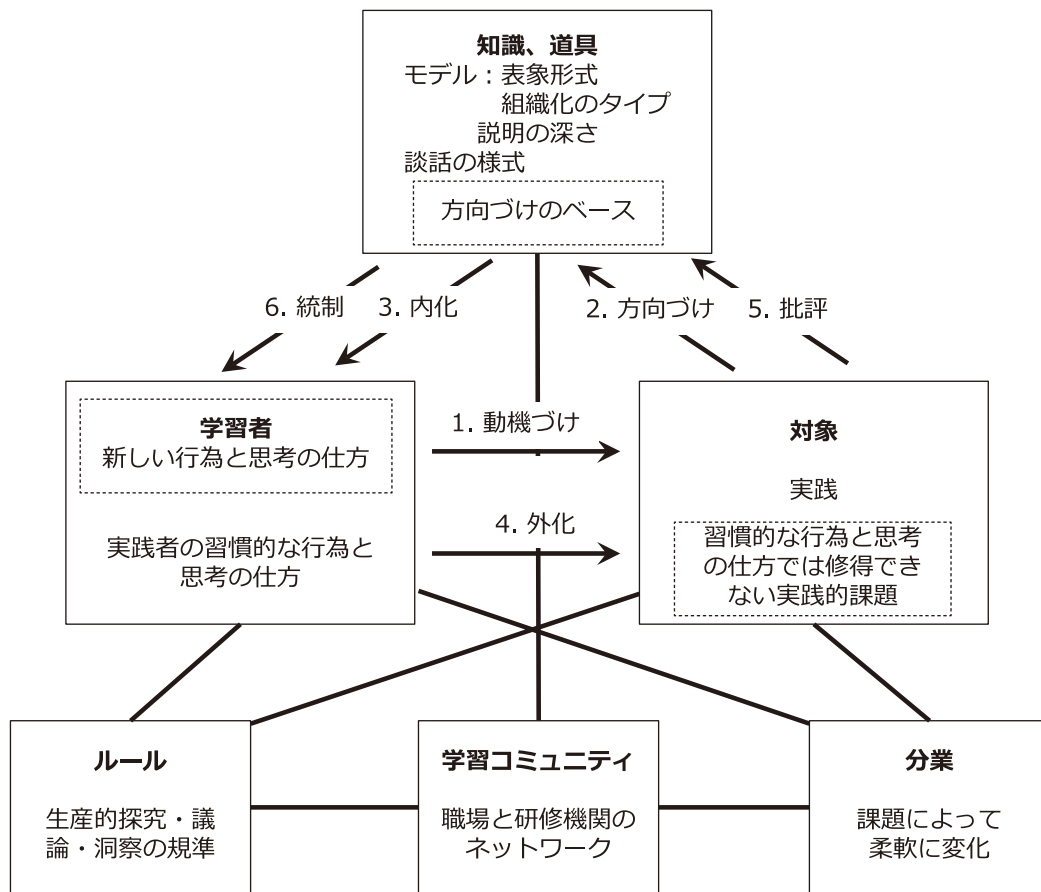 知識、道具
モデル：表象形式
組織化のタイプ
説明の深さ
談話の様式
方向づけのベース
6. 統制
3. 内化
2. 方向づけ
5. 批評
学習者
新しい行為と思考の仕方
実践者の習慣的な行為と
思考の仕方
1. 動機づけ
4. 外化
対象
実践
習慣的な行為と思考
の仕方では修得でき
ない実践的課題
ルール
生産的探究・議
論・洞察の規準
学習コミュニティ
職場と研修機関の
ネットワーク
分業
課題によって
柔軟に変化